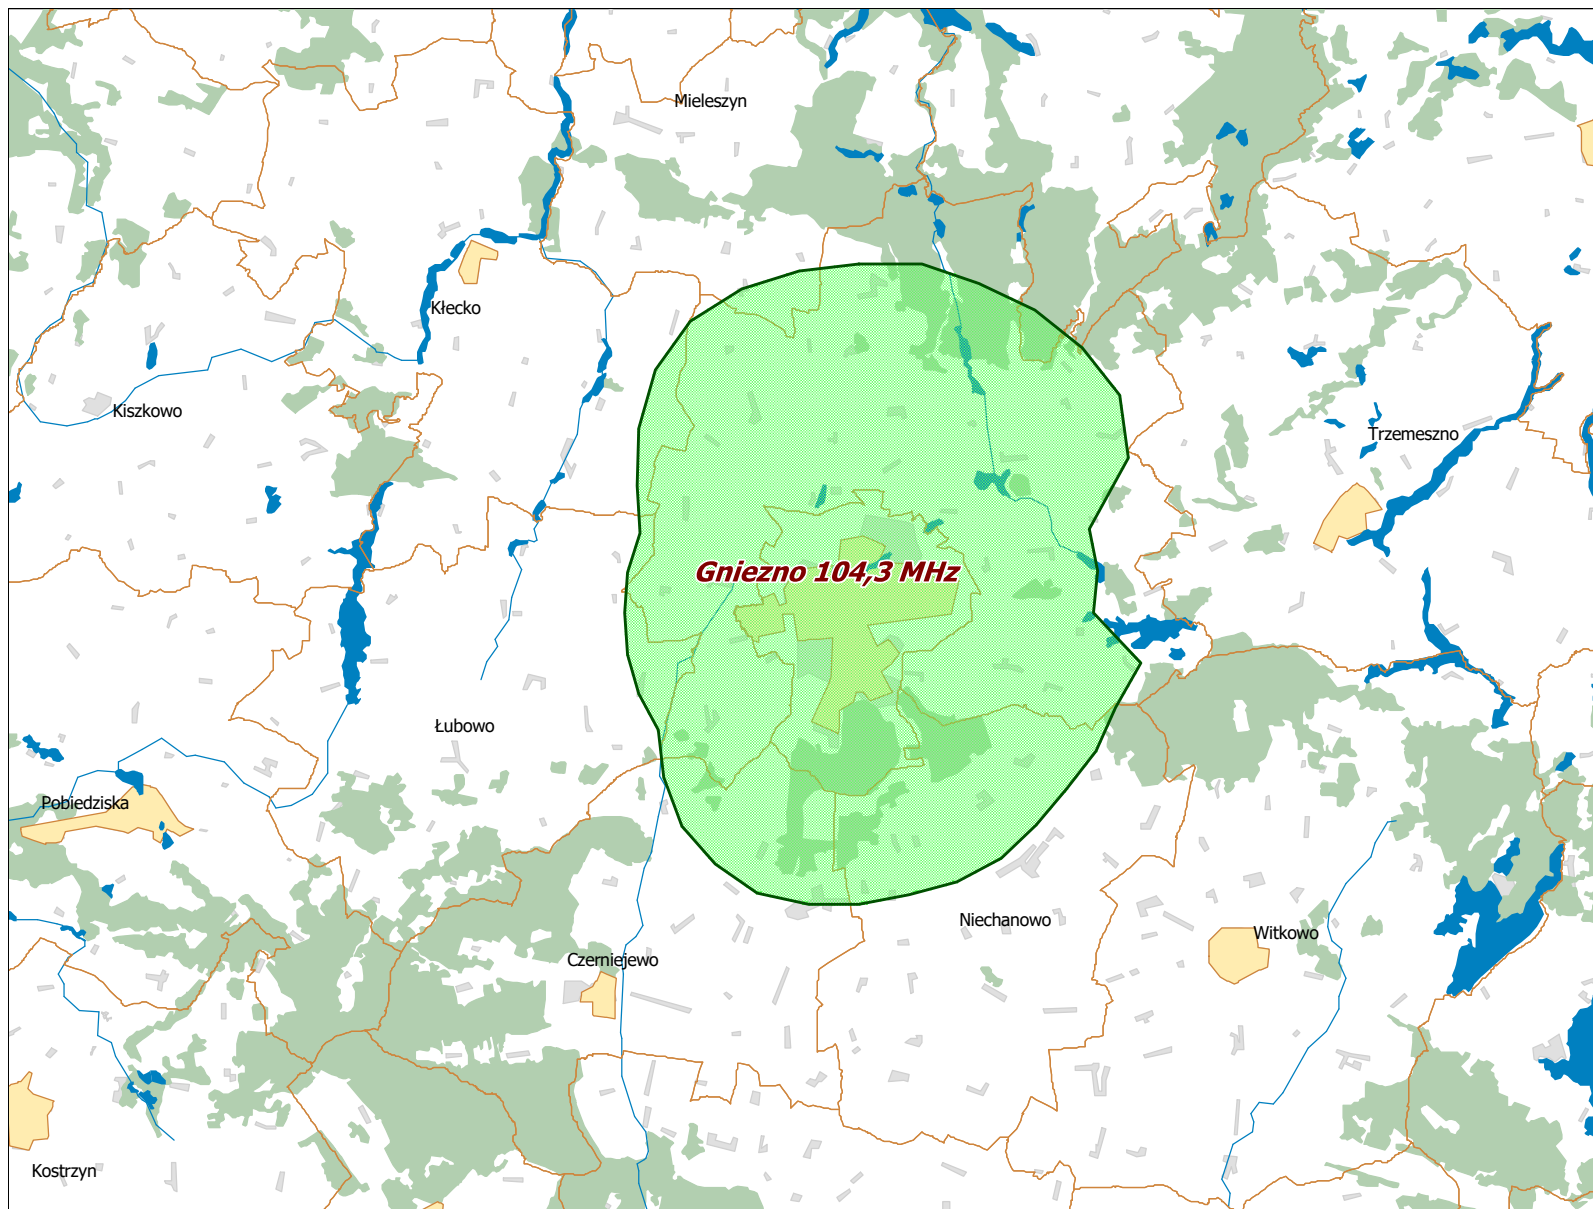 Mieleszyn
Kłecko
Kiszkowo
Trzemeszno
Gniezno 104,3 MHz
Łubowo
Pobiedziska
Niechanowo
Witkowo
Czerniejewo
Kostrzyn